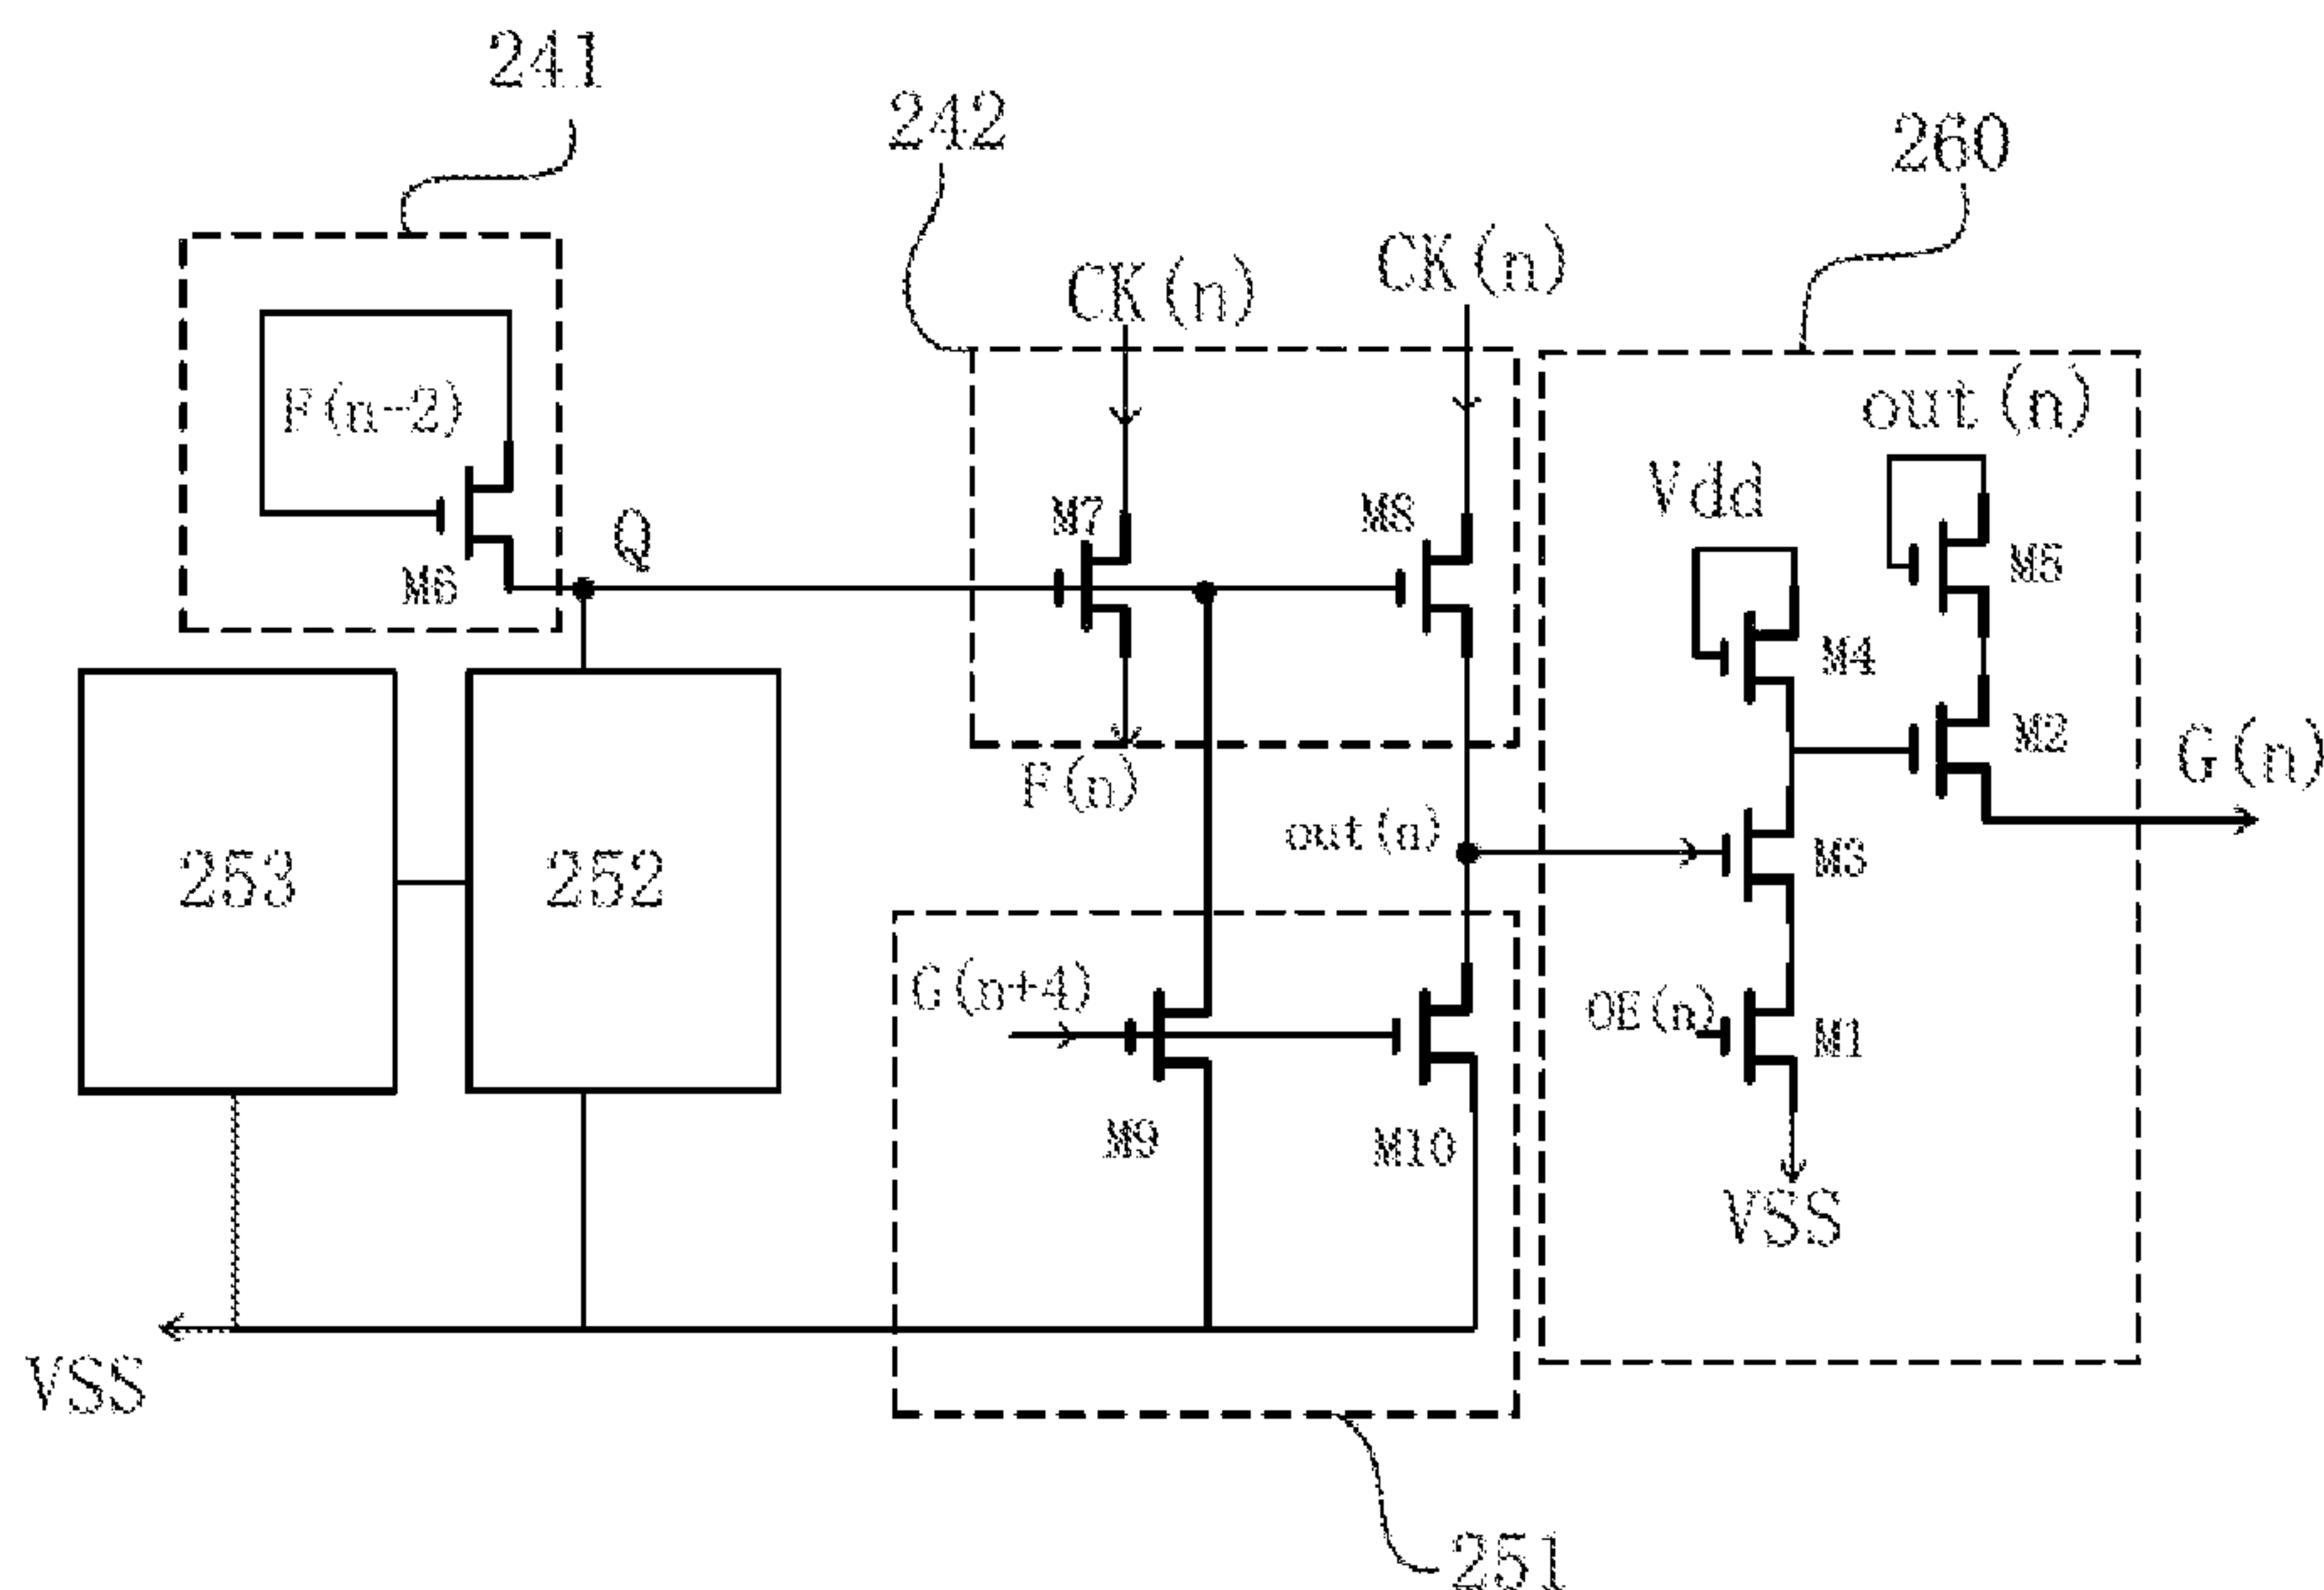 241
242
260
CK(n)
CK(n)
F(n-2)
out(n)
Vdd
M7
M8
Q
M5
M6
M4
M2
G(n)
F(n)
out(n)
M3
253
252
G(n+4)
OE(n)
M1
M9
M10
VSS
VSS
251